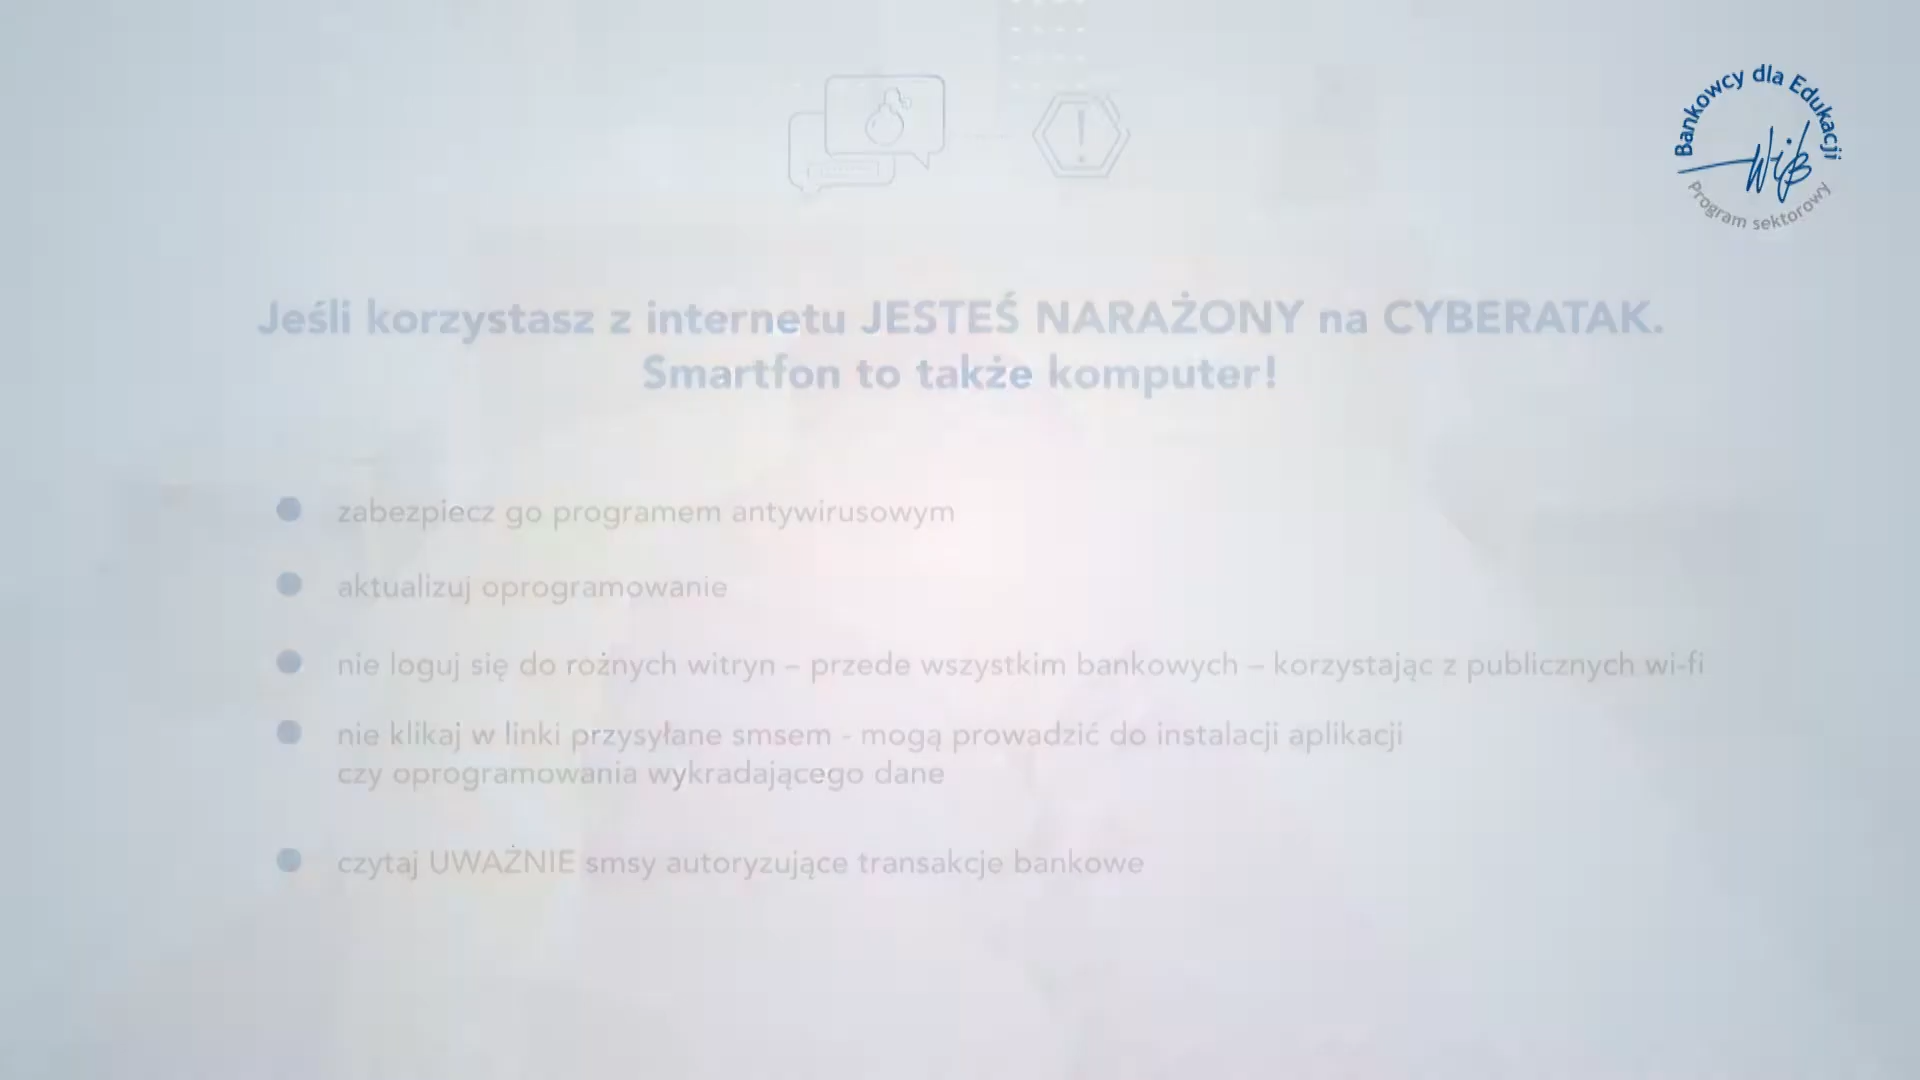 Bankowcy dla Edukacji
WiB
Program sektorowy
Jeśli korzystasz z internetu JESTEŚ NARAŻONY na CYBERATAK.
Smartfon to także komputer!
zabezpiecz go programem antywirusowym
aktualizuj oprogramowanie
nie loguj się do rożnych witryn – przede wszystkim bankowych – korzystając z publicznych wi-fi
nie klikaj w linki przysyłane smsem - mogą prowadzić do instalacji aplikacji
czy oprogramowania wykradającego dane
czytaj UWAŻNIE smsy autoryzujące transakcje bankowe